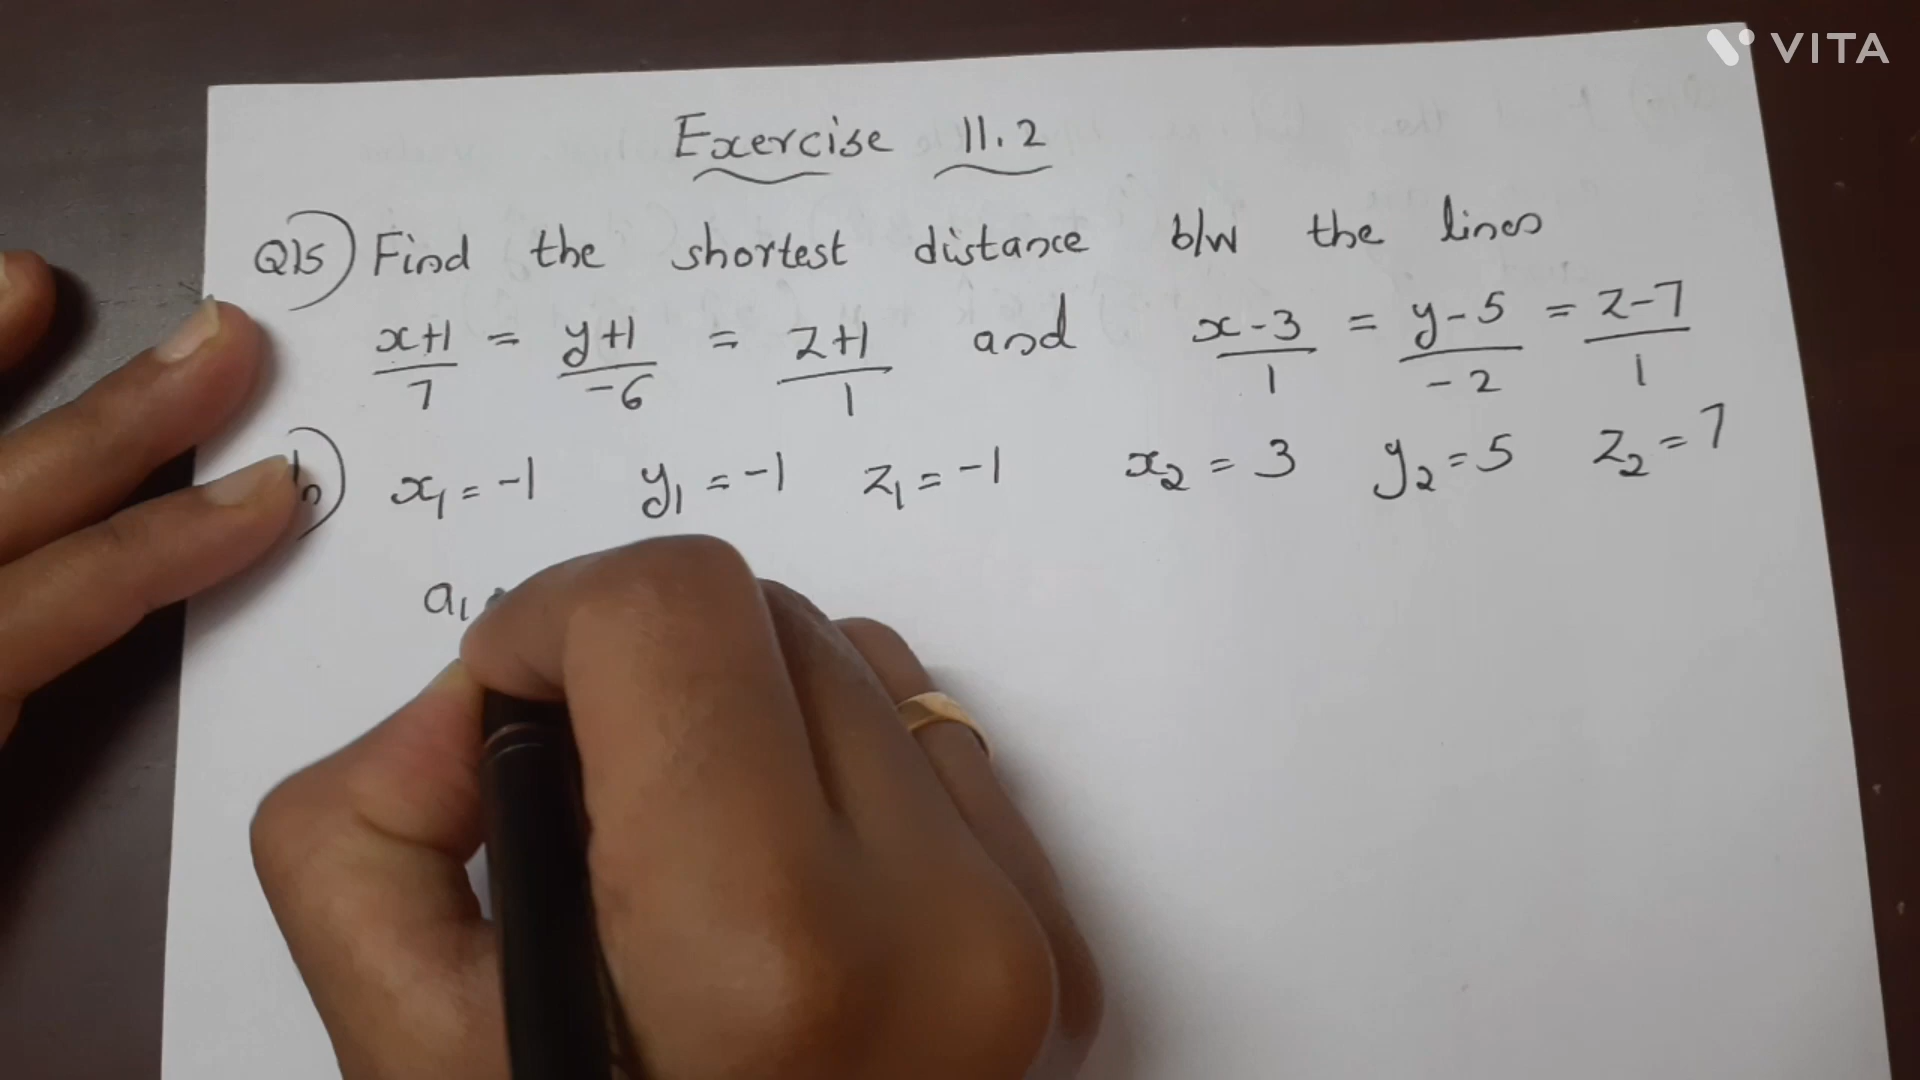 VITA
Exercise 11.2
Q15) Find the shortest distance b/w the lines
x+1/7 = y+1/-6 = z+1/1 and x-3/1 = y-5/-2 = z-7/1
x₁ = -1 y₁ = -1 z₁ = -1 x₂ = 3 y₂ = 5 z₂ = 7
a₁